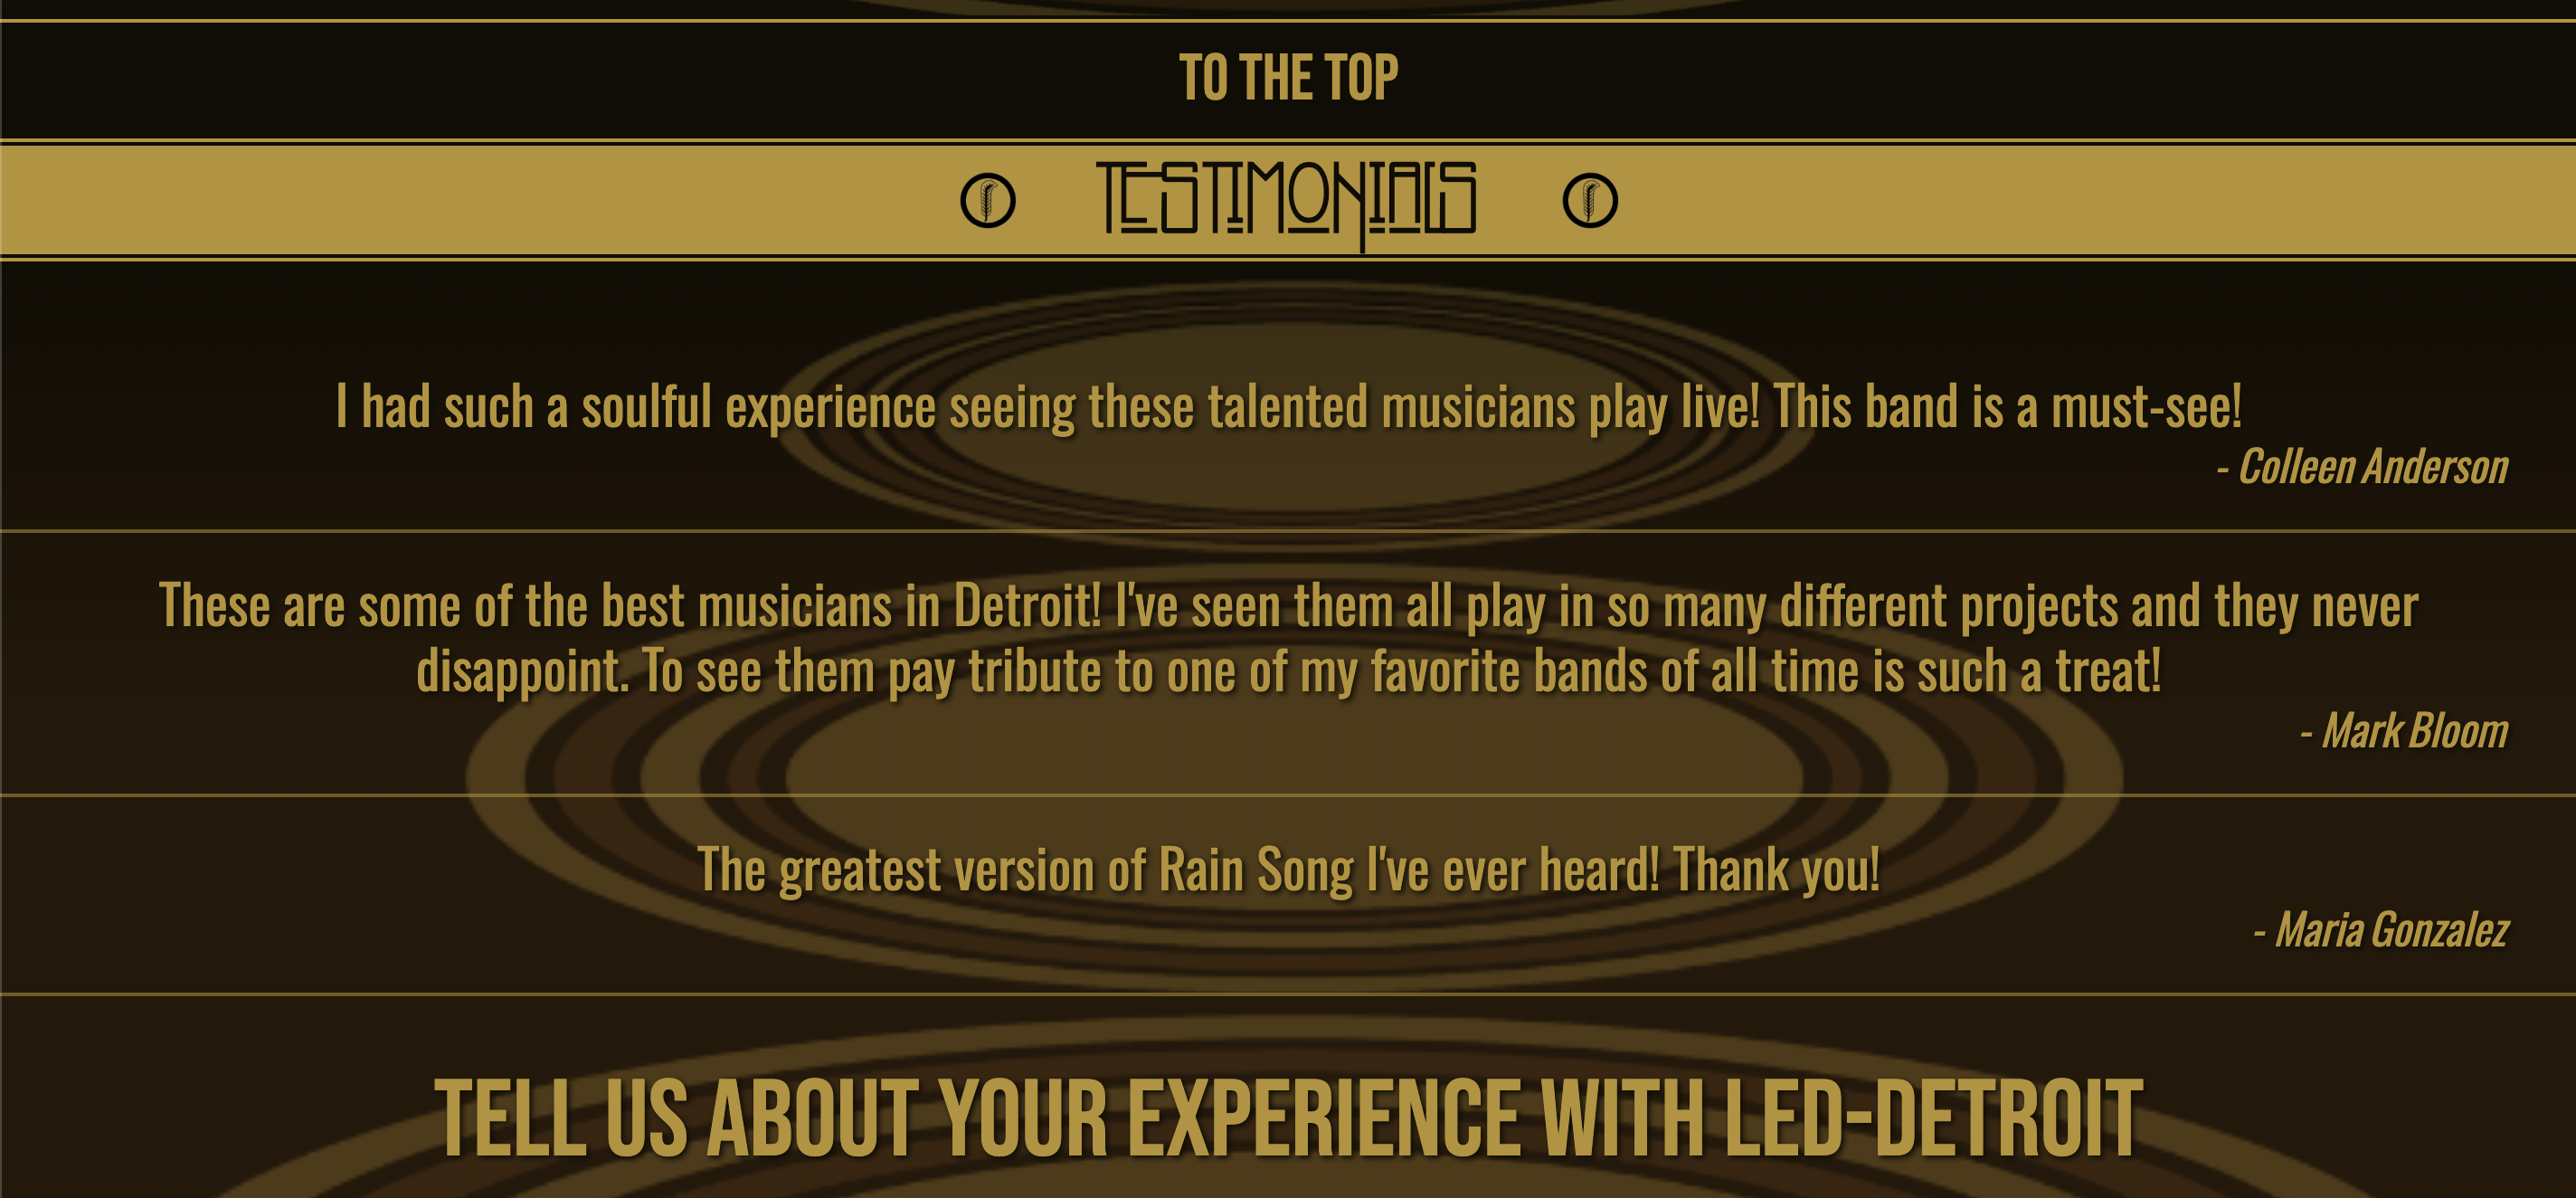 TO THE TOP
TESTIMONIALS
I had such a soulful experience seeing these talented musicians play live! This band is a must-see!
- Colleen Anderson
These are some of the best musicians in Detroit! I've seen them all play in so many different projects and they never
disappoint. To see them pay tribute to one of my favorite bands of all time is such a treat!
- Mark Bloom
The greatest version of Rain Song I've ever heard! Thank you!
- Maria Gonzalez
TELL US ABOUT YOUR EXPERIENCE WITH LED-DETROIT